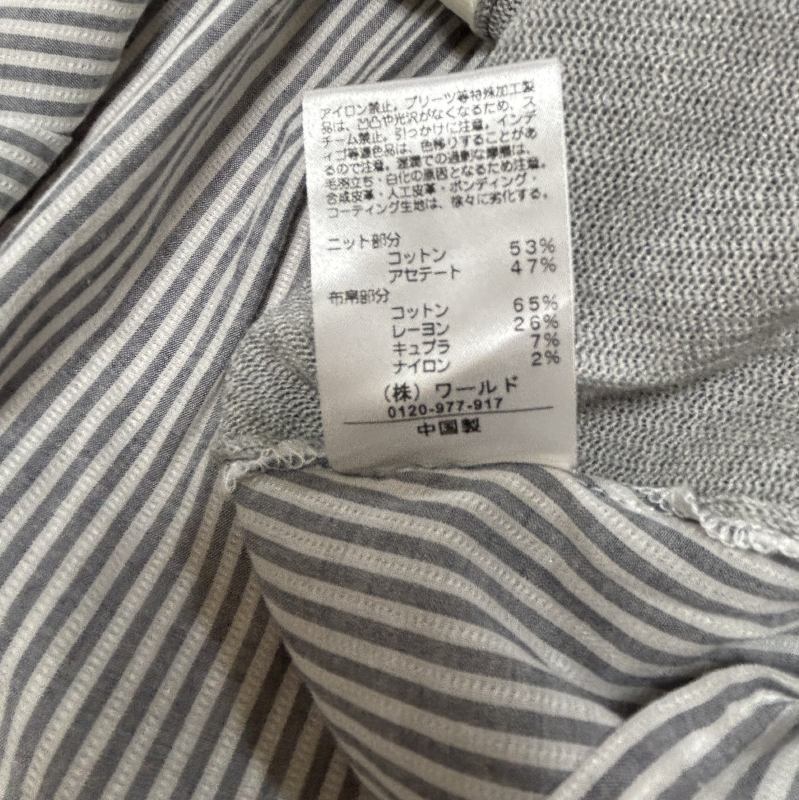 アイロン禁止。プリーツ等特殊加工製
品は、凹凸や光沢がなくなるため、ス
チーム禁止。引っかけに注意。インデ
ィゴ等濃色品は、色移りすることがあ
るので注意。湿潤での過剰な摩擦は、
毛羽立ち・白化の原因となるため注意。
合成皮革・人工皮革・ボンディング・
コーティング生地は、徐々に劣化する。
ニット部分
コットン 53%
アセテート 47%
布帛部分
コットン 65%
レーヨン 26%
キュプラ 7%
ナイロン 2%
(株) ワールド
0120-977-917
中国製